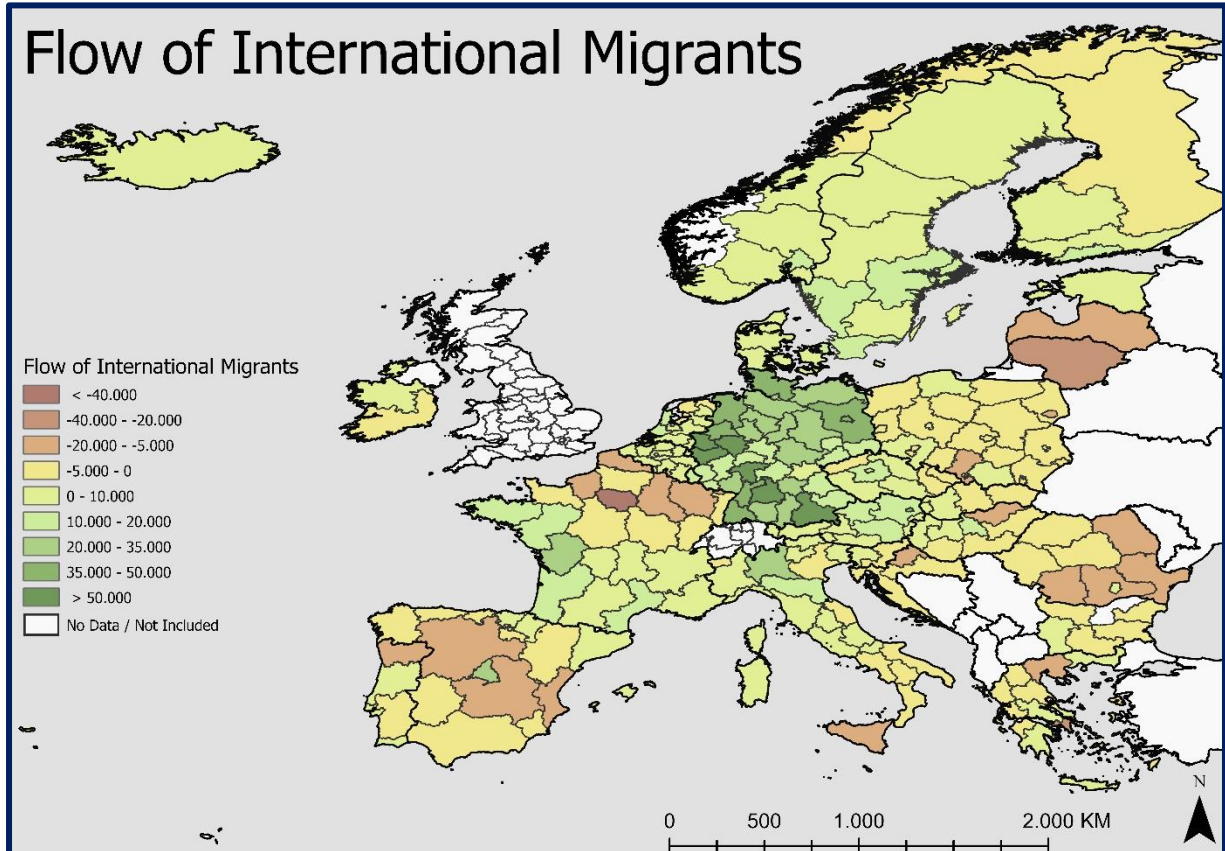 Flow of International Migrants
Flow of International Migrants
< -40.000
-40.000 - -20.000
-20.000 - -5.000
-5.000 - 0
0 - 10.000
10.000 - 20.000
20.000 - 35.000
35.000 - 50.000
> 50.000
No Data / Not Included
N
0 500 1.000 2.000 KM